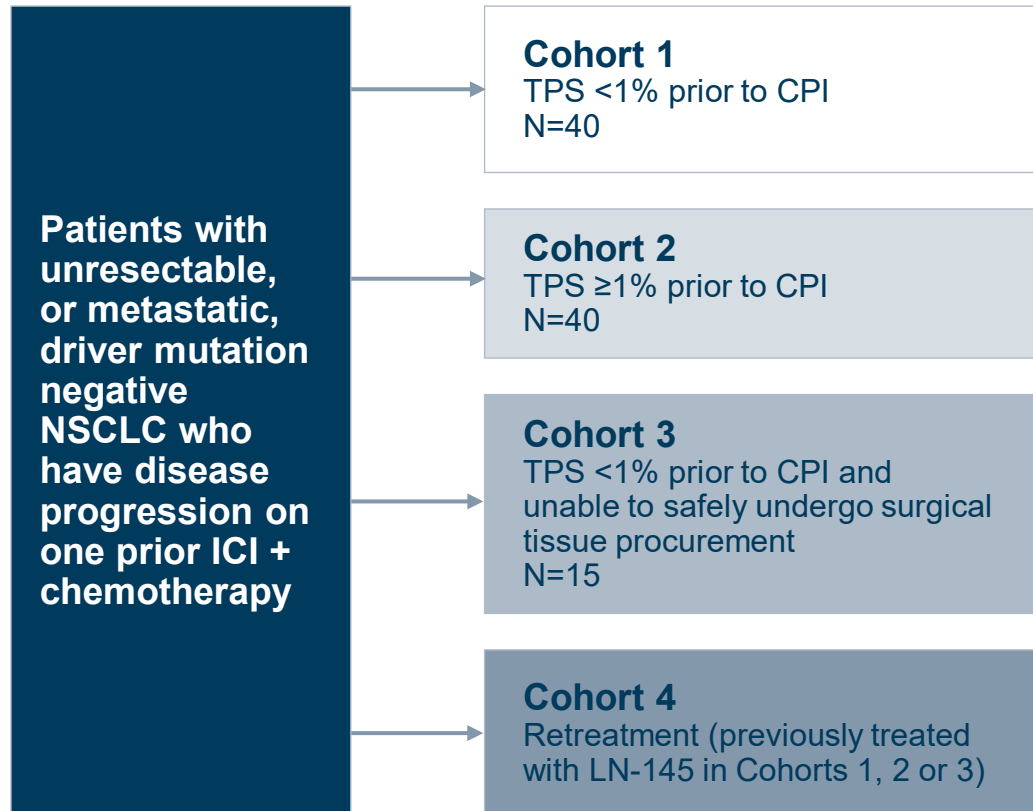 Patients with
unresectable,
or metastatic,
driver mutation
negative
NSCLC who
have disease
progression on
one prior ICI +
chemotherapy
Cohort 1
TPS <1% prior to CPI
N=40
Cohort 2
TPS ≥1% prior to CPI
N=40
Cohort 3
TPS <1% prior to CPI and
unable to safely undergo surgical
tissue procurement
N=15
Cohort 4
Retreatment (previously treated
with LN-145 in Cohorts 1, 2 or 3)